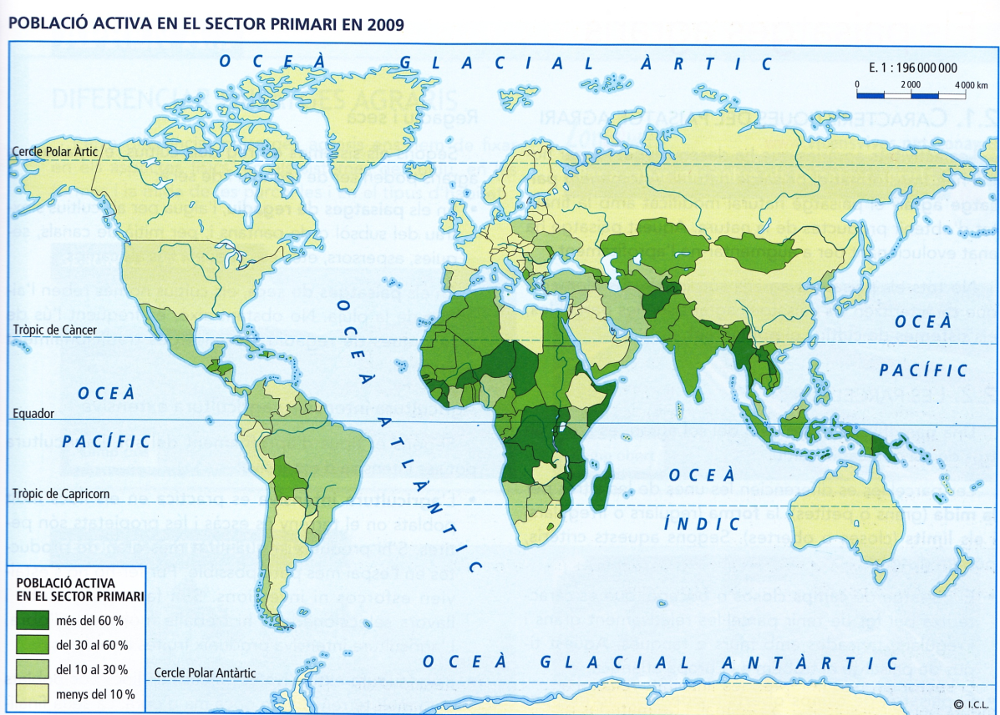 POBLACIÓ ACTIVA EN EL SECTOR PRIMARI EN 2009
OCEÀ GLACIAL ÀRTIC
E. 1 : 196 000 000
0 2 000 4 000 km
Cercle Polar Àrtic
Tròpic de Càncer
OCEÀ ATLÀNTIC
OCEÀ
PACÍFIC
OCEÀ
PACÍFIC
Equador
OCEÀ
ÍNDIC
Tròpic de Capricorn
POBLACIÓ ACTIVA
EN EL SECTOR PRIMARI
més del 60 %
del 30 al 60 %
del 10 al 30 %
menys del 10 %
Cercle Polar Antàrtic
OCEÀ GLACIAL ANTÀRTIC
© I.C.L.